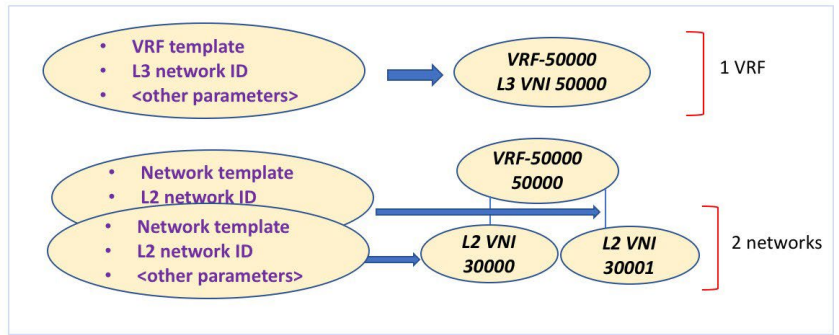 • VRF template
• L3 network ID
• <other parameters>
VRF-50000
L3 VNI 50000
1 VRF
• Network template
• L2 network ID
• Network template
• L2 network ID
• <other parameters>
VRF-50000
50000
L2 VNI
30000
L2 VNI
30001
2 networks